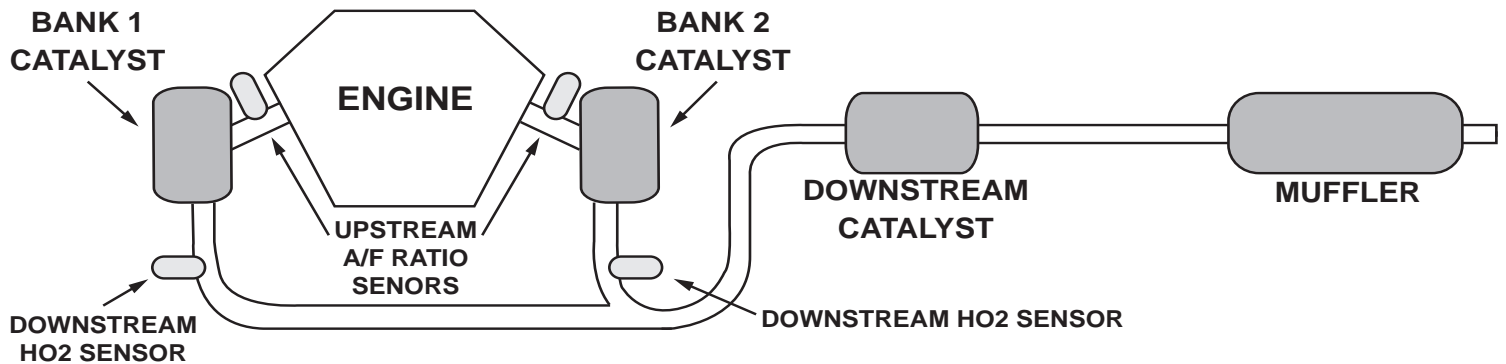 BANK 1
CATALYST
ENGINE
BANK 2
CATALYST
UPSTREAM
A/F RATIO
SENORS
DOWNSTREAM
CATALYST
MUFFLER
DOWNSTREAM
HO2 SENSOR
DOWNSTREAM HO2 SENSOR